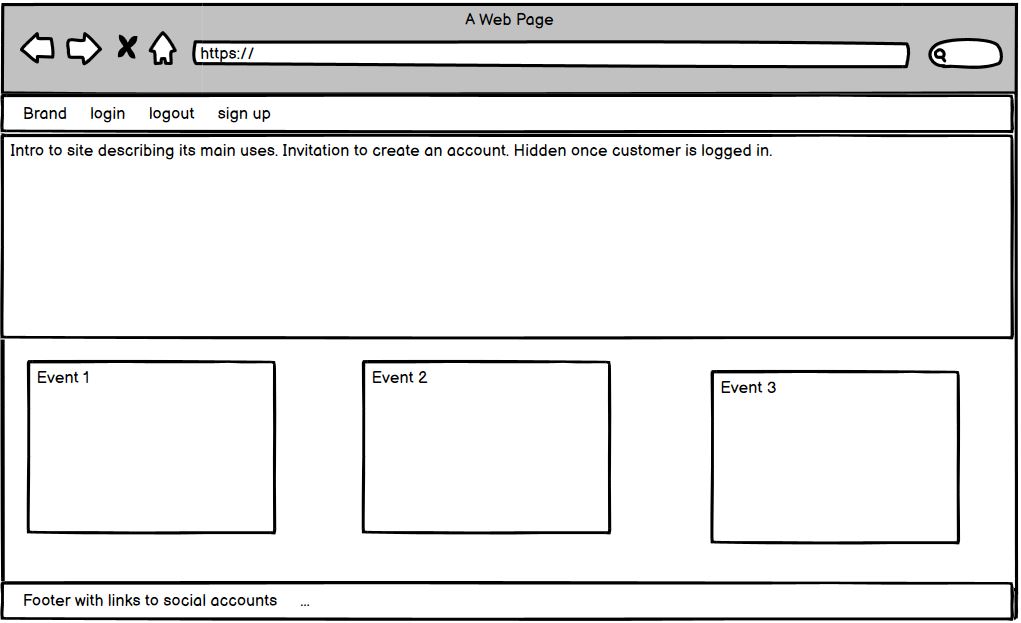 A Web Page
https://
Brand login logout sign up
Intro to site describing its main uses. Invitation to create an account. Hidden once customer is logged in.
Event 1
Event 2
Event 3
Footer with links to social accounts ...